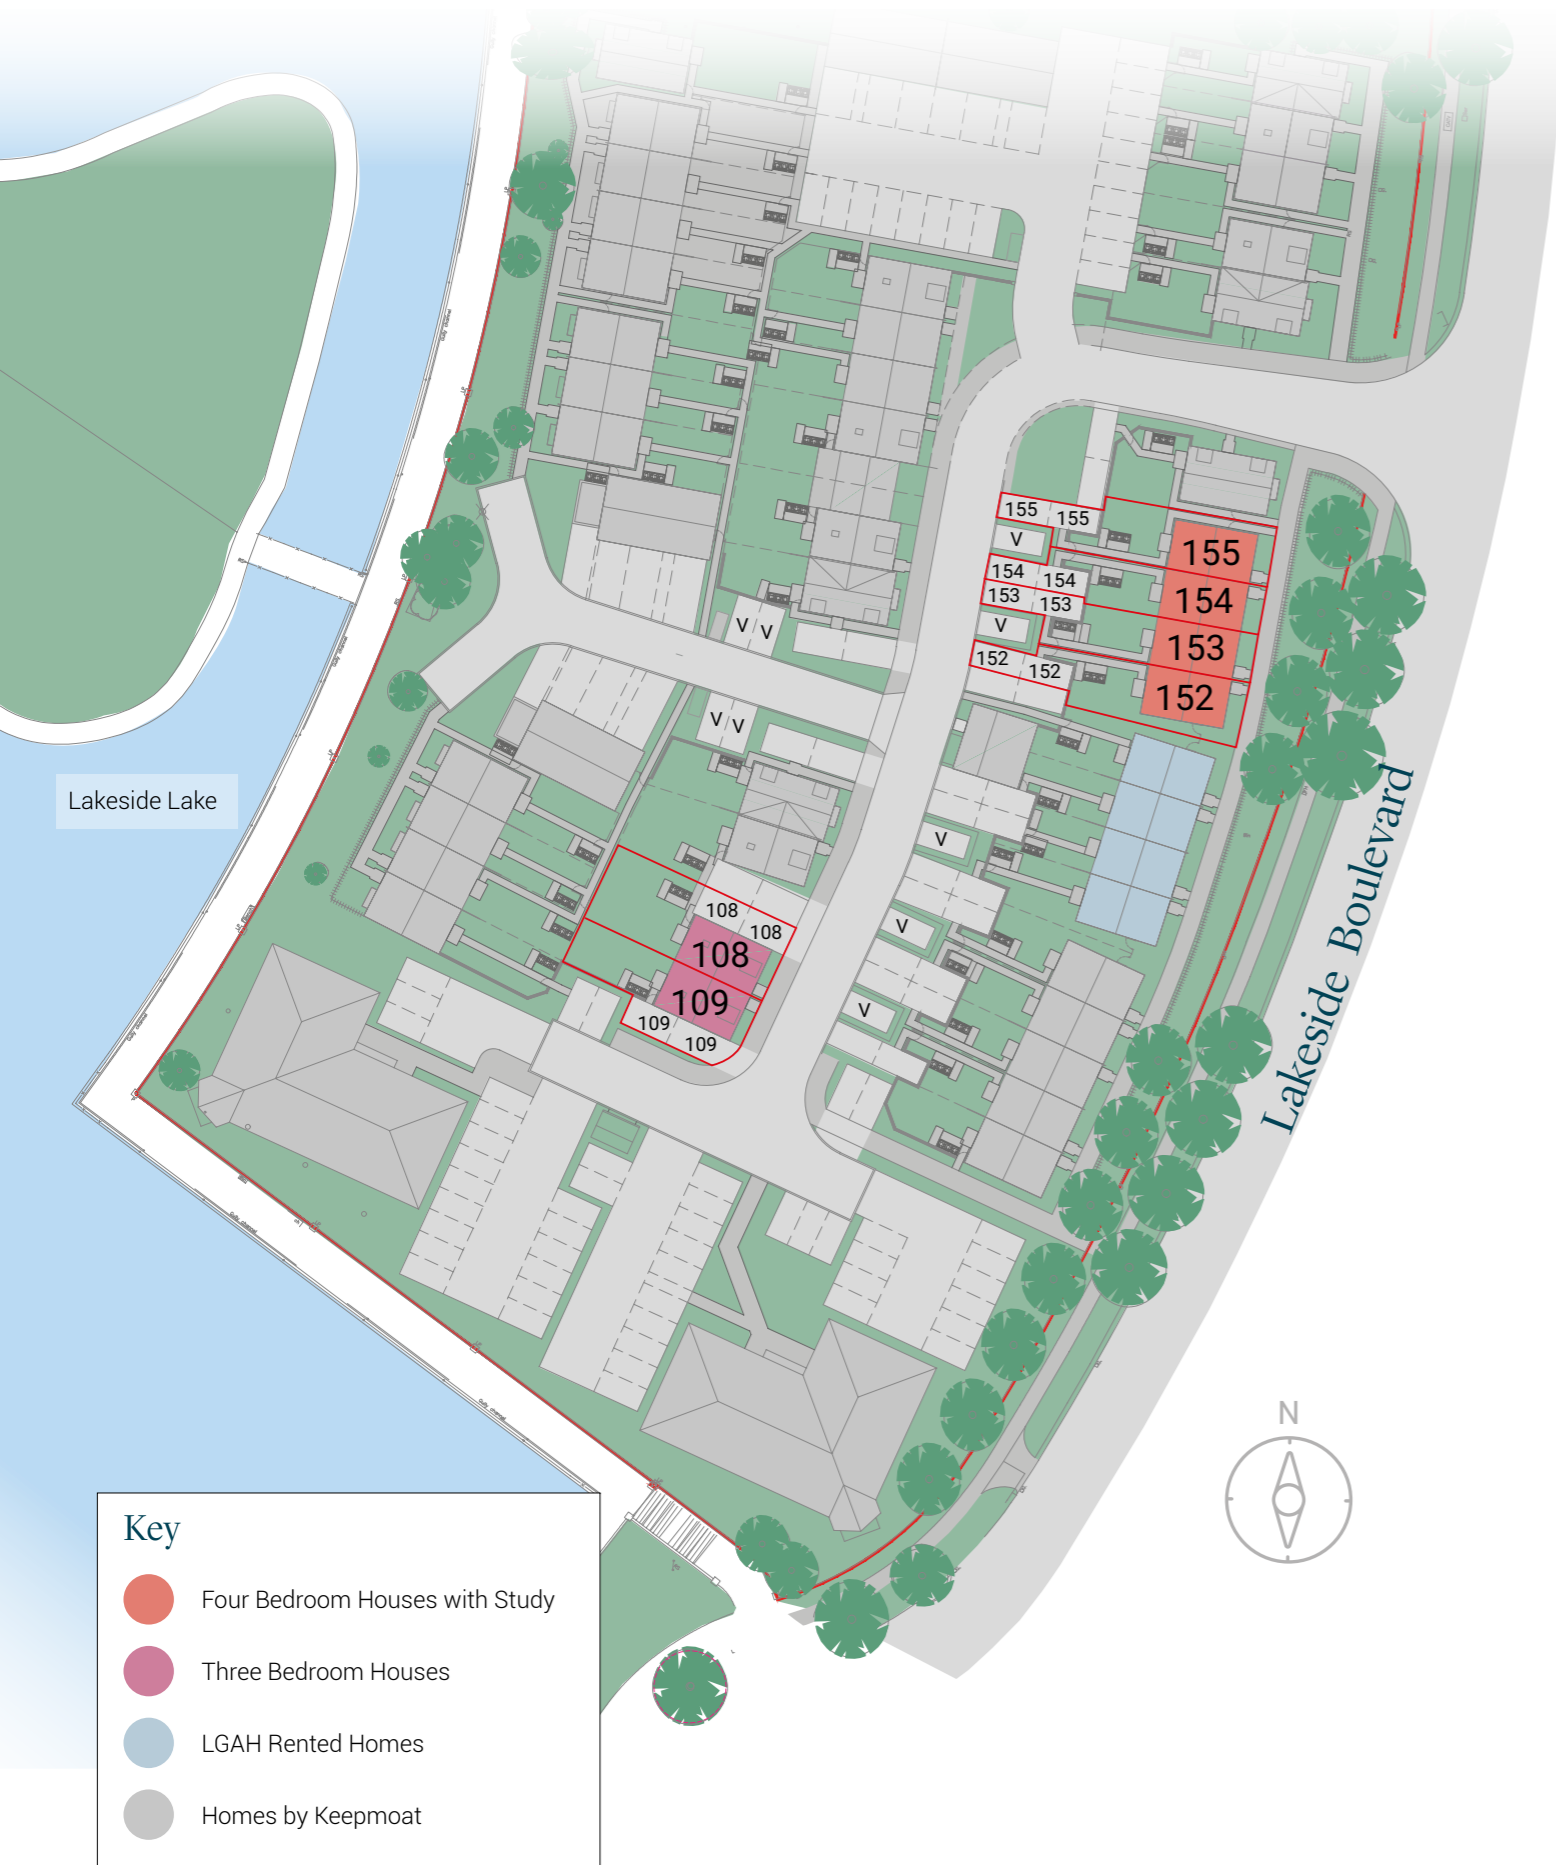 155
155
V
155
154
154
154
153
153
V
153
152
152
152
V V
V V
Lakeside Lake
V
V
V
108
108
108
109
109
109
Lakeside Boulevard
N
Key
Four Bedroom Houses with Study
Three Bedroom Houses
LGAH Rented Homes
Homes by Keepmoat